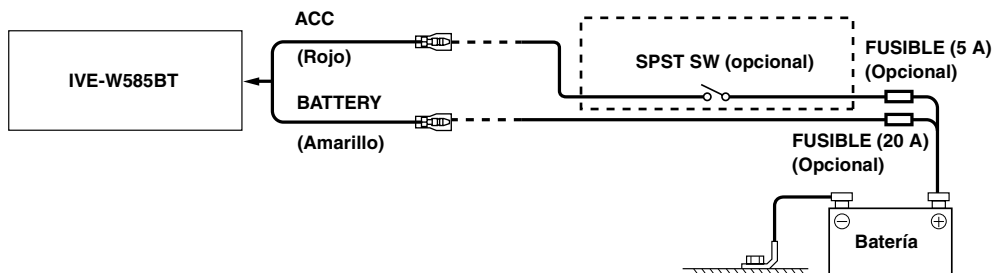 ACC
(Rojo)
IVE-W585BT
BATTERY
(Amarillo)
SPST SW (opcional)
FUSIBLE (5 A)
(Opcional)
FUSIBLE (20 A)
(Opcional)
Batería